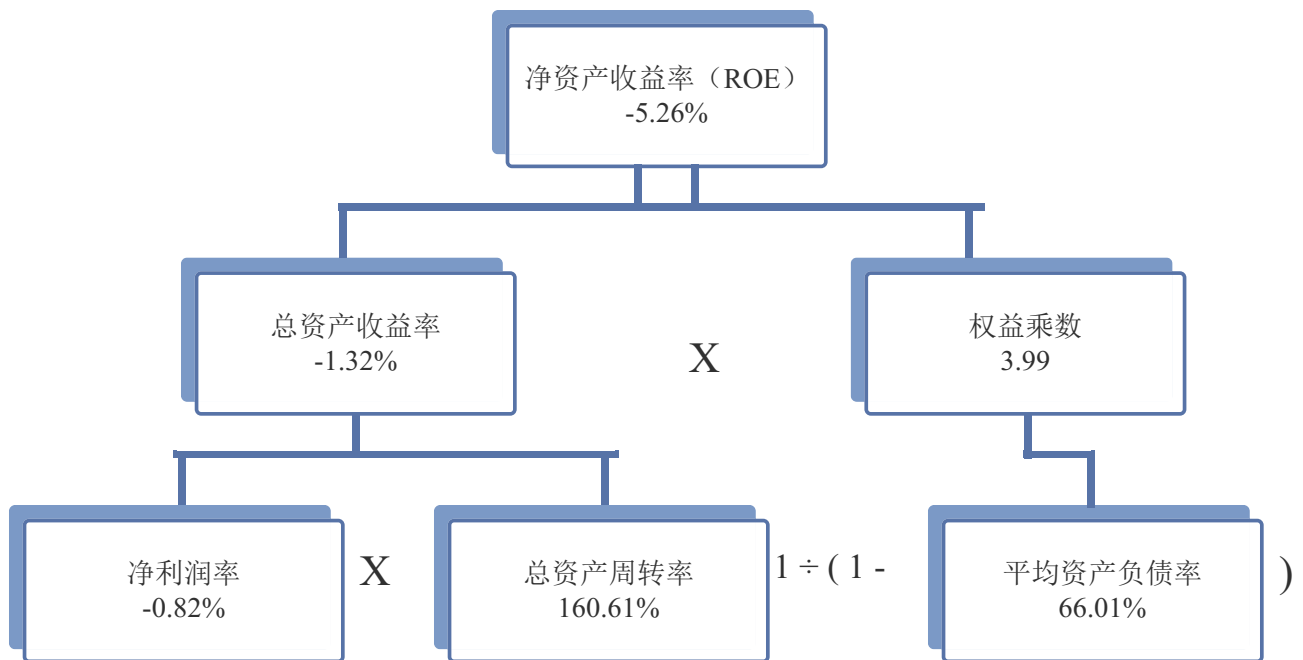 净资产收益率（ROE）
-5.26%
总资产收益率
-1.32%
X
权益乘数
3.99
净利润率
-0.82%
X
总资产周转率
160.61%
1 ÷ ( 1 -
平均资产负债率
66.01%
)